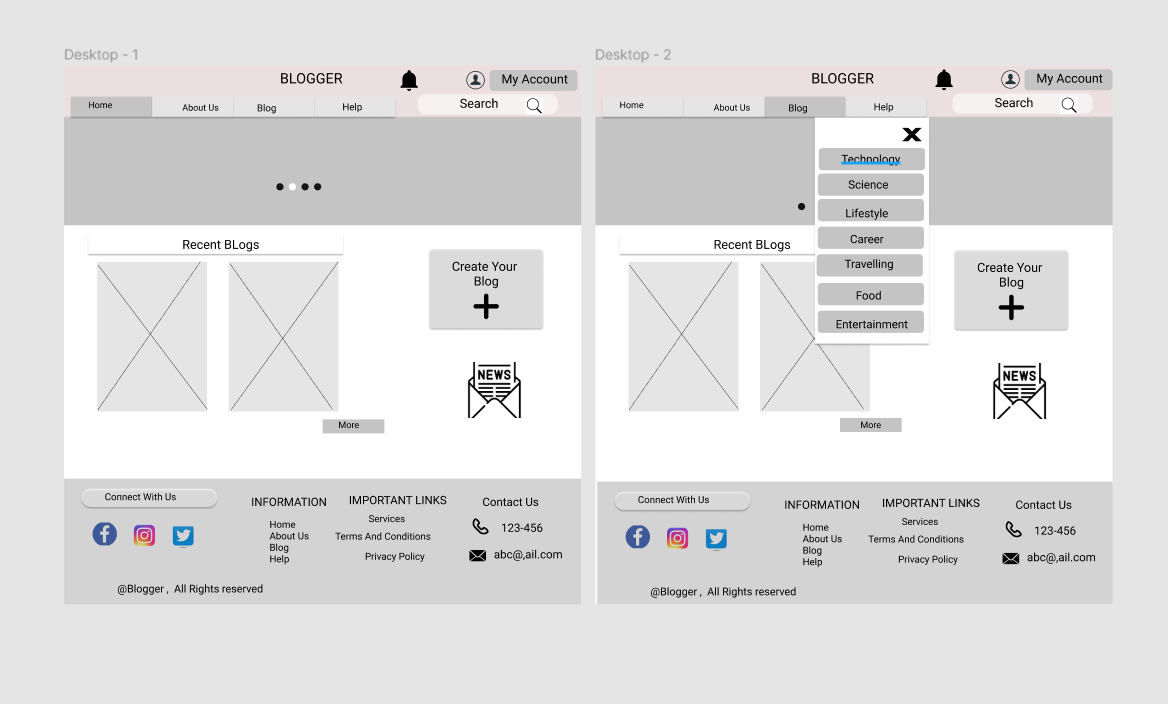 Desktop - 1
BLOGGER
My Account
Home
About Us
Blog
Help
Search
Recent BLogs
Create Your
Blog
NEWS
More
Connect With Us
INFORMATION
Home
About Us
Blog
Help
IMPORTANT LINKS
Services
Terms And Conditions
Privacy Policy
Contact Us
123-456
abc@,ail.com
@Blogger , All Rights reserved
Desktop - 2
BLOGGER
My Account
Home
About Us
Blog
Help
Search
Technology
Science
Lifestyle
Career
Travelling
Food
Entertainment
Recent BLogs
Create Your
Blog
NEWS
More
Connect With Us
INFORMATION
Home
About Us
Blog
Help
IMPORTANT LINKS
Services
Terms And Conditions
Privacy Policy
Contact Us
123-456
abc@,ail.com
@Blogger , All Rights reserved